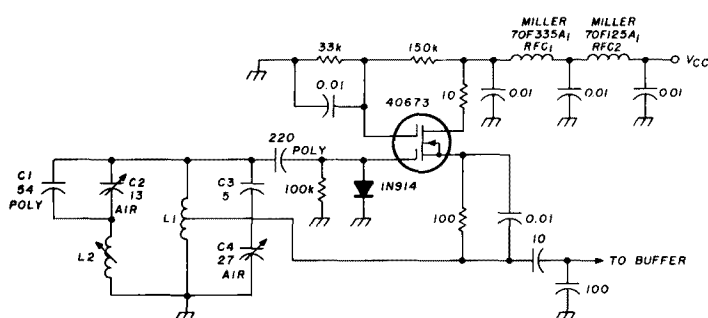 MILLER
70F335A₁
RFC₁
MILLER
70F125A₁
RFC2
VCC
33k
150k
0.01
10
0.01
0.01
0.01
40673
220
POLY
C1
54
POLY
C2
13
AIR
L1
C3
5
100k
1N914
100
0.01
L2
C4
27
AIR
10
TO BUFFER
100